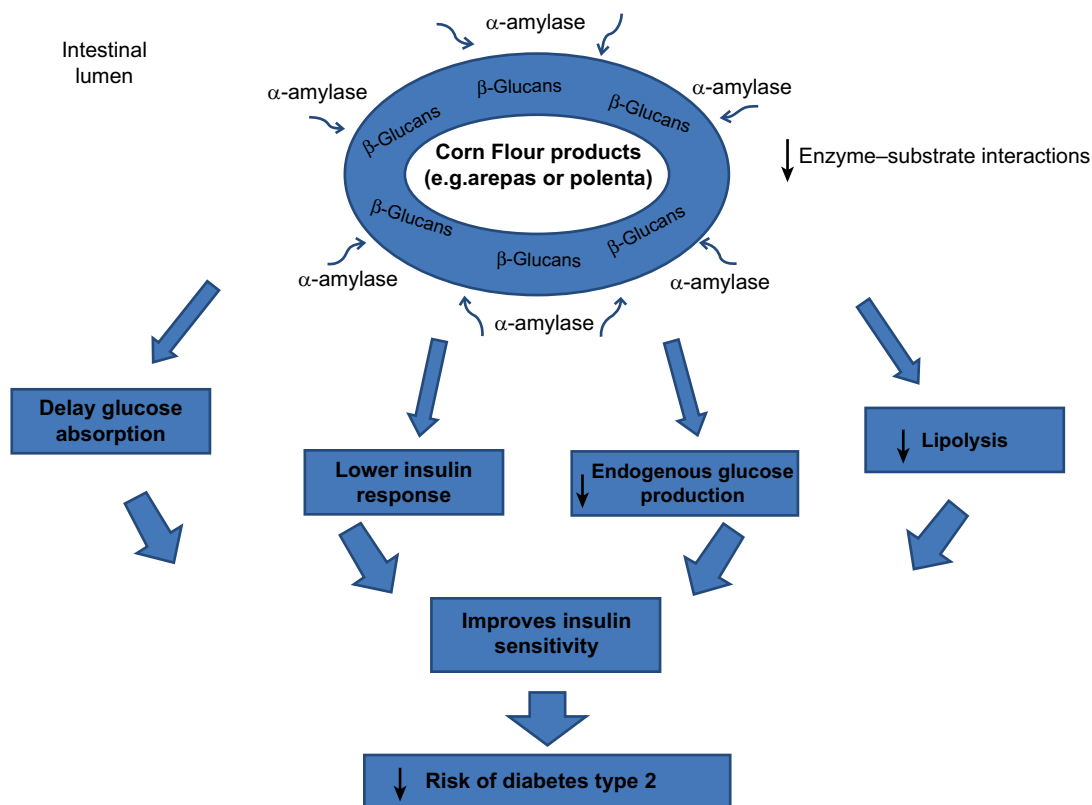 α-amylase
Intestinal
lumen
α-amylase
α-amylase
β-Glucans
β-Glucans
β-Glucans
Corn Flour products
(e.g.arepas or polenta)
↓ Enzyme–substrate interactions
β-Glucans
β-Glucans
β-Glucans
α-amylase
α-amylase
α-amylase
Delay glucose
absorption
Lower insulin
response
↓ Endogenous glucose
production
↓ Lipolysis
Improves insulin
sensitivity
↓ Risk of diabetes type 2